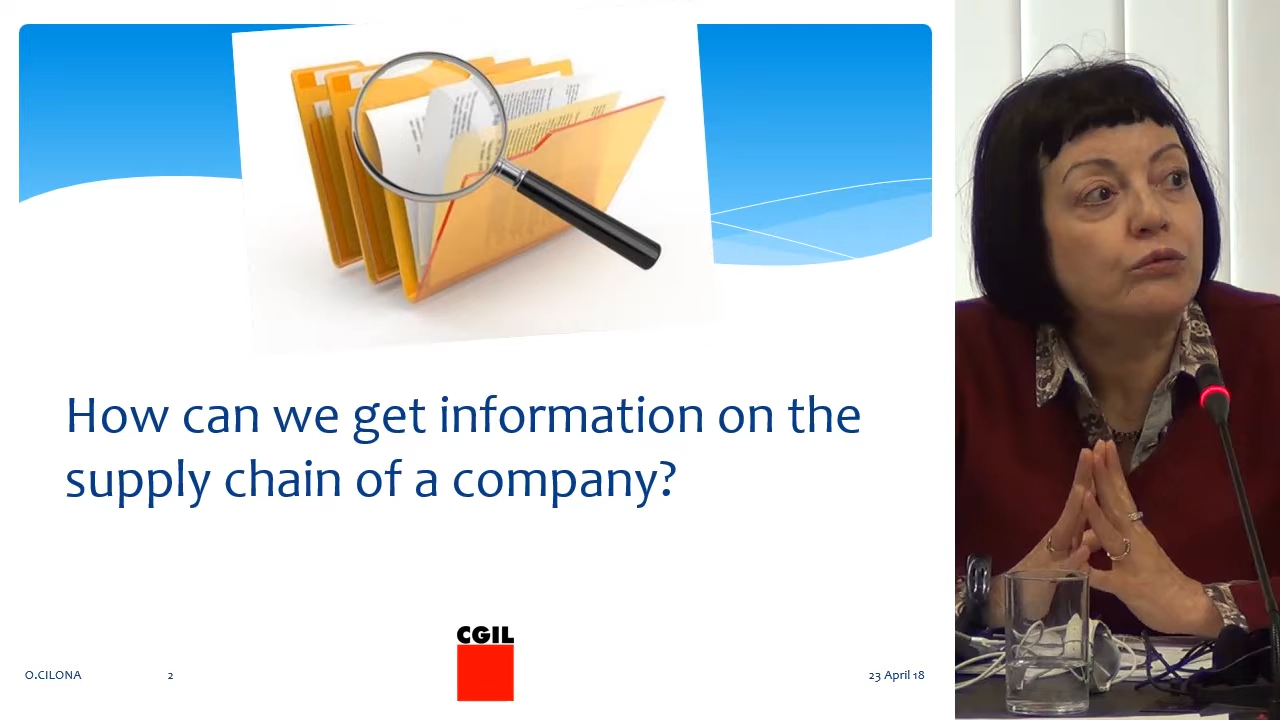 How can we get information on the
supply chain of a company?
CGIL
O.CILONA
2
23 April 18